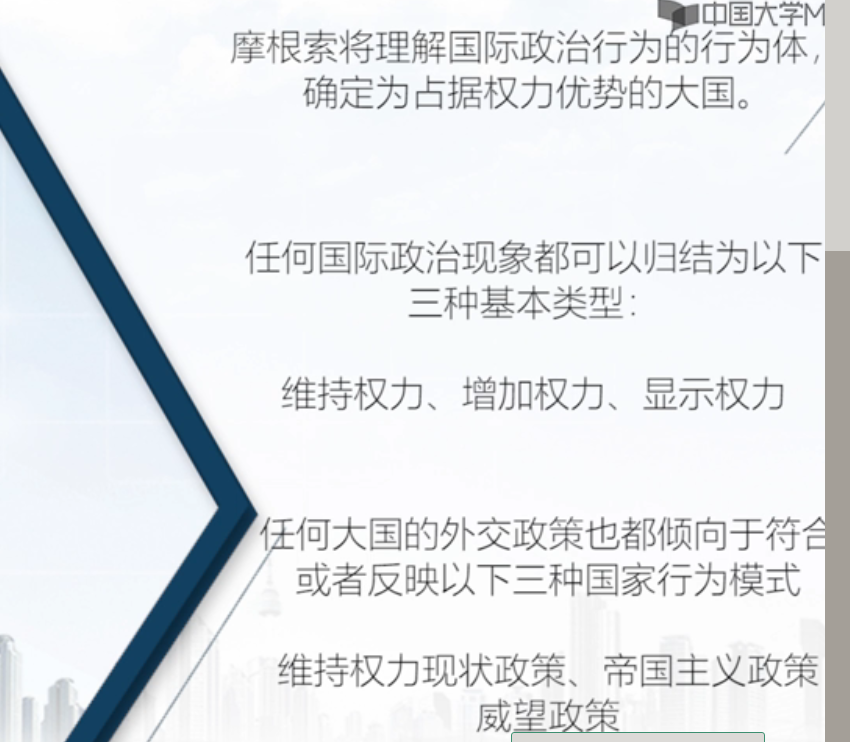 中国大学M
摩根索将理解国际政治行为的行为体，
确定为占据权力优势的大国。
任何国际政治现象都可以归结为以下
三种基本类型：
维持权力、增加权力、显示权力
任何大国的外交政策也都倾向于符合
或者反映以下三种国家行为模式
维持权力现状政策、帝国主义政策
威望政策